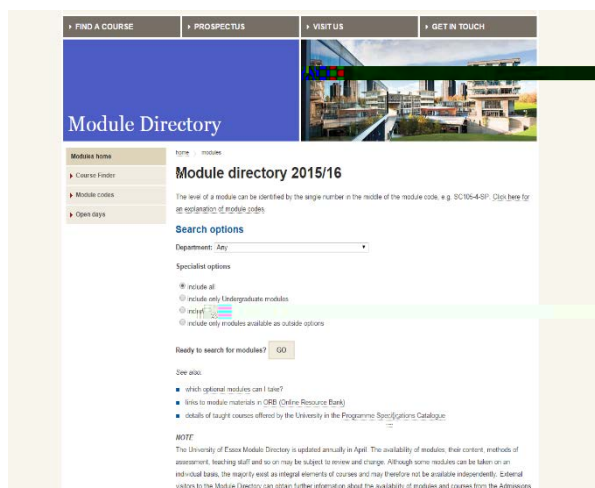 FIND A COURSE
PROSPECTUS
VISIT US
GET IN TOUCH
Module Directory
Modules home
Course Finder
Module codes
Open days
home : modules
Module directory 2015/16
The level of a module can be identified by the single number in the middle of the module code, e.g. SC105-4-SP. Click here for
an explanation of module codes.
Search options
Department: Any
Specialist options
include all
include only Undergraduate modules
include only modules available as outside options
Ready to search for modules? GO
See also:
which optional modules can I take?
links to module materials in ORB (Online Resource Bank)
details of taught courses offered by the University in the Programme Specifications Catalogue
NOTE
The University of Essex Module Directory is updated annually in April. The availability of modules, their content, methods of
assessment, teaching staff and so on may be subject to review and change. Although some modules can be taken on an
individual basis, the majority exist as integral elements of courses and may therefore not be available independently. External
visitors to the Module Directory can obtain further information about the availability of modules and courses from the Admissions